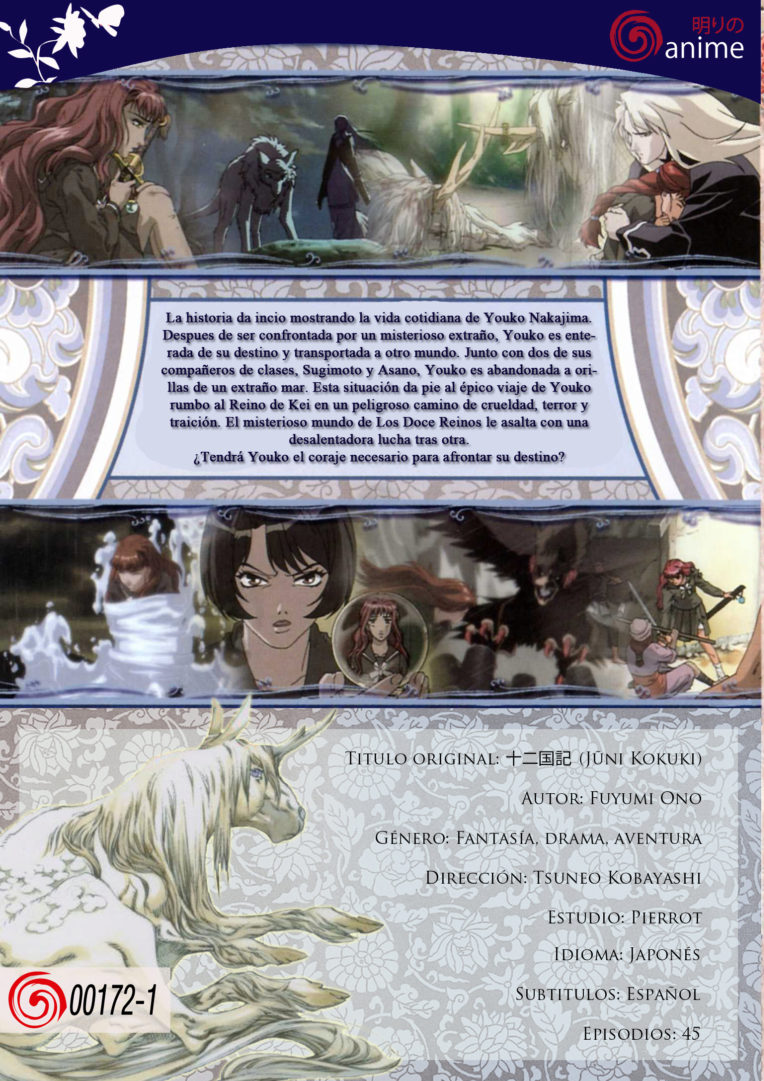 明りの
anime
La historia da incio mostrando la vida cotidiana de Youko Nakajima.
Despues de ser confrontada por un misterioso extraño, Youko es ente-
rada de su destino y transportada a otro mundo. Junto con dos de sus
compañeros de clases, Sugimoto y Asano, Youko es abandonada a ori-
llas de un extraño mar. Esta situación da pie al épico viaje de Youko
rumbo al Reino de Kei en un peligroso camino de crueldad, terror y
traición. El misterioso mundo de Los Doce Reinos le asalta con una
desalentadora lucha tras otra.
¿Tendrá Youko el coraje necesario para afrontar su destino?
Titulo original: 十二国記 (Jūni Kokuki)
Autor: Fuyumi Ono
Género: Fantasía, drama, aventura
Dirección: Tsuneo Kobayashi
Estudio: Pierrot
Idioma: Japonés
Subtitulos: Español
Episodios: 45
00172-1